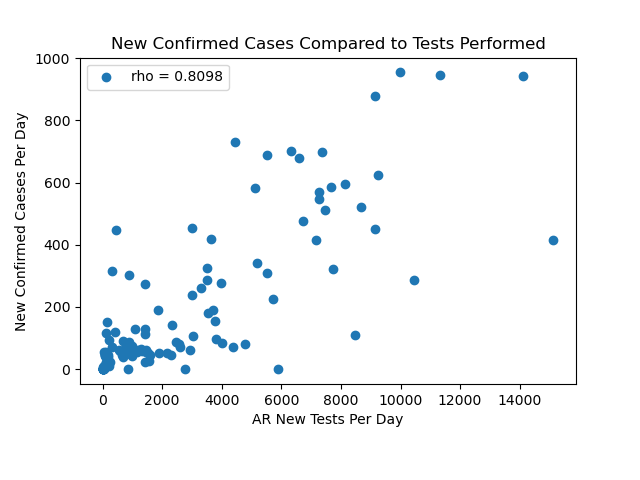 New Confirmed Cases Compared to Tests Performed
rho = 0.8098
New Confirmed Caeses Per Day
1000
800
600
400
200
0
0 2000 4000 6000 8000 10000 12000 14000
AR New Tests Per Day